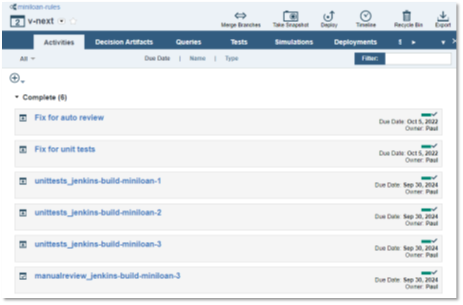 miniloan-rules
v-next
Merge Branches
Take Snapshot
Deploy
Timeline
Recycle Bin
Export
Activities
Decision Artifacts
Queries
Tests
Simulations
Deployments
All
Due Date | Name | Type
Filter:
Complete (6)
Fix for auto review
Due Date: Oct 5, 2022
Owner: Paul
Fix for unit tests
Due Date: Oct 5, 2022
Owner: Paul
unittests_jenkins-build-miniloan-1
Due Date: Sep 30, 2024
Owner: Paul
unittests_jenkins-build-miniloan-2
Due Date: Sep 30, 2024
Owner: Paul
unittests_jenkins-build-miniloan-3
Due Date: Sep 30, 2024
Owner: Paul
manualreview_jenkins-build-miniloan-3
Due Date: Sep 30, 2024
Owner: Paul